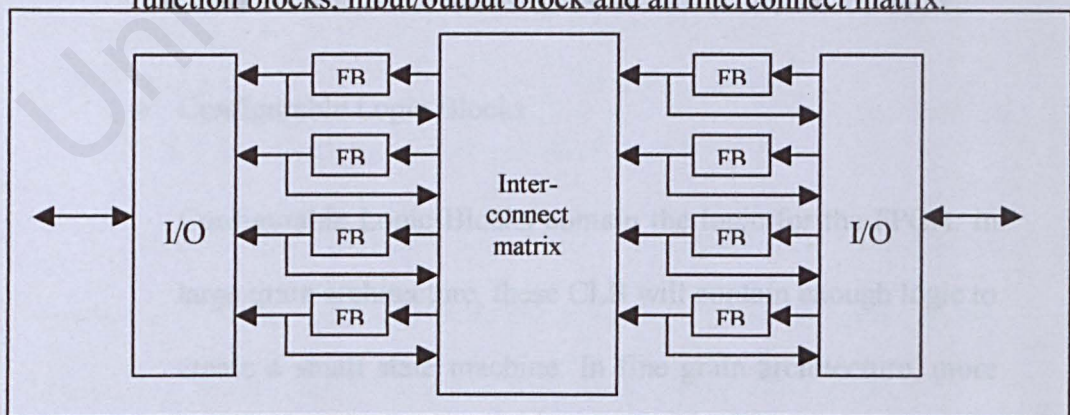 function blocks, input/output block and an interconnect matrix.
Uni
FB FB
Configurable Logic Blocks
FB FB
Inter-
connect
matrix
Configurable Logic Blocks contain the logic for the FPGA. In
I/O FB FB I/O
large grain architecture, these CLB will contain enough logic to
FB FB
create a small state machine. In fine grain architecture, more